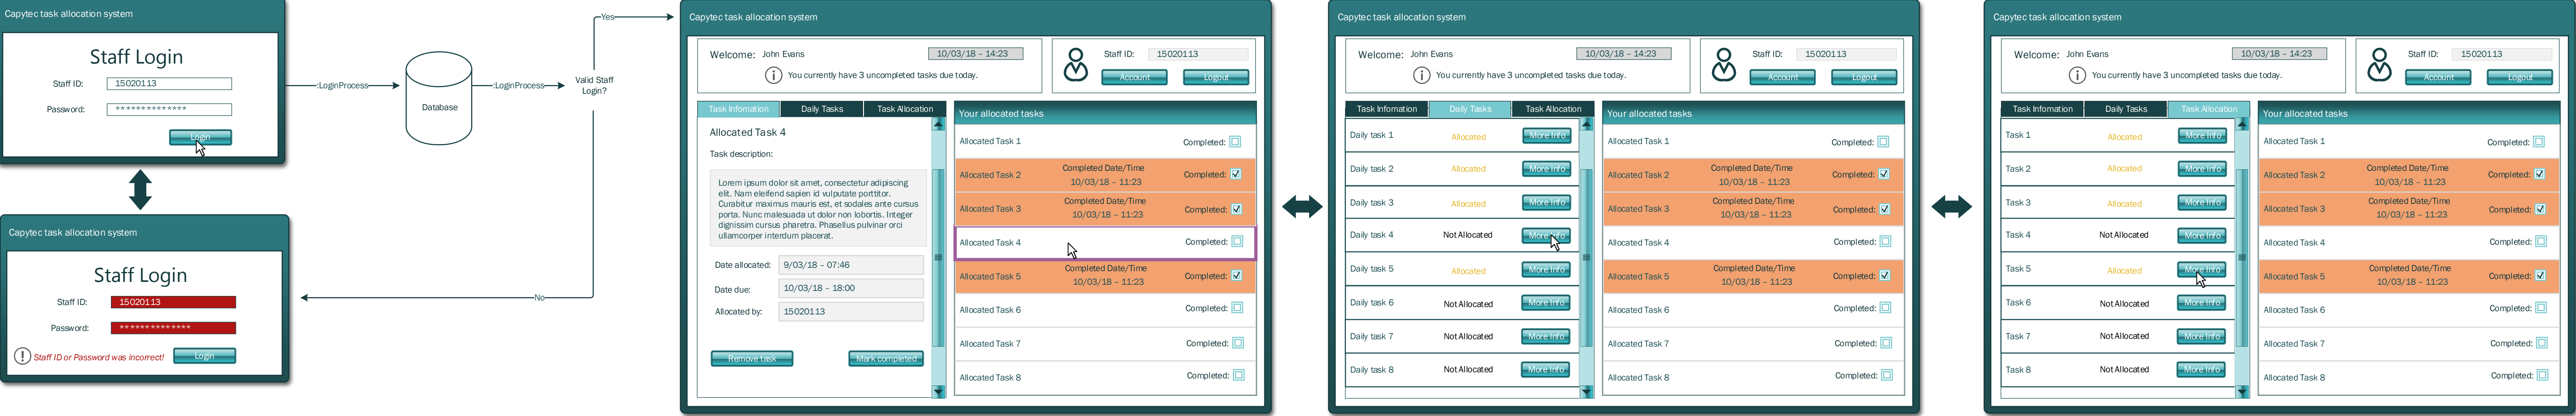 Capytec task allocation system
Staff Login
Staff ID: 15020113
Password: **************
Login
Capytec task allocation system
Staff Login
Staff ID: 15020113
Password: **************
Staff ID or Password was incorrect! Login
:LoginProcess
Database
:LoginProcess
Valid Staff
Login?
Yes
No
Capytec task allocation system
Welcome: John Evans 10/03/18 – 14:23
You currently have 3 uncompleted tasks due today.
Staff ID: 15020113
Account Logout
Task Infomation Daily Tasks Task Allocation
Allocated Task 4
Task description:
Lorem ipsum dolor sit amet, consectetur adipiscing
elit. Nam eleifend sapien id vulputate porttitor.
Curabitur maximus mauris est, et sodales ante cursus
porta. Nunc malesuada ut dolor non lobortis. Integer
dignissim cursus pharetra. Phasellus pulvinar orci
ullamcorper interdum placerat.
Date allocated: 9/03/18 – 07:46
Date due: 10/03/18 – 18:00
Allocated by: 15020113
Remove task Mark completed
Your allocated tasks
Allocated Task 1 Completed:
Allocated Task 2 Completed Date/Time 10/03/18 – 11:23 Completed:
Allocated Task 3 Completed Date/Time 10/03/18 – 11:23 Completed:
Allocated Task 4 Completed:
Allocated Task 5 Completed Date/Time 10/03/18 – 11:23 Completed:
Allocated Task 6 Completed:
Allocated Task 7 Completed:
Allocated Task 8 Completed:
Capytec task allocation system
Welcome: John Evans 10/03/18 – 14:23
You currently have 3 uncompleted tasks due today.
Staff ID: 15020113
Account Logout
Task Infomation Daily Tasks Task Allocation
Daily task 1 Allocated More Info
Daily task 2 Allocated More Info
Daily task 3 Allocated More Info
Daily task 4 Not Allocated More Info
Daily task 5 Allocated More Info
Daily task 6 Not Allocated More Info
Daily task 7 Not Allocated More Info
Daily task 8 Not Allocated More Info
Your allocated tasks
Allocated Task 1 Completed:
Allocated Task 2 Completed Date/Time 10/03/18 – 11:23 Completed:
Allocated Task 3 Completed Date/Time 10/03/18 – 11:23 Completed:
Allocated Task 4 Completed:
Allocated Task 5 Completed Date/Time 10/03/18 – 11:23 Completed:
Allocated Task 6 Completed:
Allocated Task 7 Completed:
Allocated Task 8 Completed:
Capytec task allocation system
Welcome: John Evans 10/03/18 – 14:23
You currently have 3 uncompleted tasks due today.
Staff ID: 15020113
Account Logout
Task Infomation Daily Tasks Task Allocation
Task 1 Allocated More Info
Task 2 Allocated More Info
Task 3 Allocated More Info
Task 4 Not Allocated More Info
Task 5 Allocated More Info
Task 6 Not Allocated More Info
Task 7 Not Allocated More Info
Task 8 Not Allocated More Info
Your allocated tasks
Allocated Task 1 Completed:
Allocated Task 2 Completed Date/Time 10/03/18 – 11:23 Completed:
Allocated Task 3 Completed Date/Time 10/03/18 – 11:23 Completed:
Allocated Task 4 Completed:
Allocated Task 5 Completed Date/Time 10/03/18 – 11:23 Completed:
Allocated Task 6 Completed:
Allocated Task 7 Completed:
Allocated Task 8 Completed: